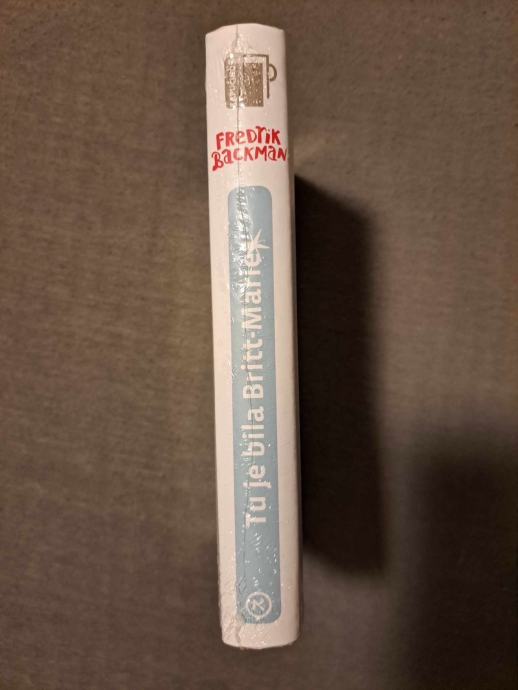 FREDRIK
BACKMAN
Tu je bila Britt-Marie